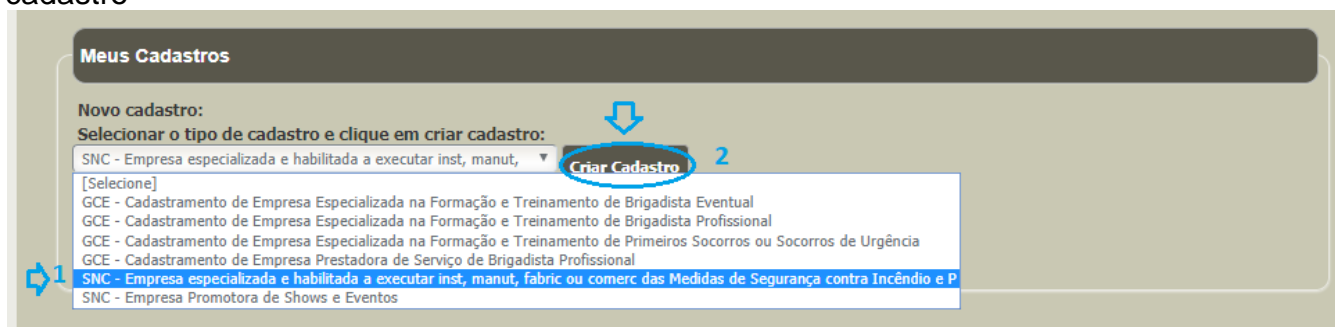 cadastro
Meus Cadastros
Novo cadastro:
Selecionar o tipo de cadastro e clique em criar cadastro:
SNC - Empresa especializada e habilitada a executar inst, manut,
Criar Cadastro
2
[Selecione]
GCE - Cadastramento de Empresa Especializada na Formação e Treinamento de Brigadista Eventual
GCE - Cadastramento de Empresa Especializada na Formação e Treinamento de Brigadista Profissional
GCE - Cadastramento de Empresa Especializada na Formação e Treinamento de Primeiros Socorros ou Socorros de Urgência
GCE - Cadastramento de Empresa Prestadora de Serviço de Brigadista Profissional
1 SNC - Empresa especializada e habilitada a executar inst, manut, fabric ou comerc das Medidas de Segurança contra Incêndio e P
SNC - Empresa Promotora de Shows e Eventos